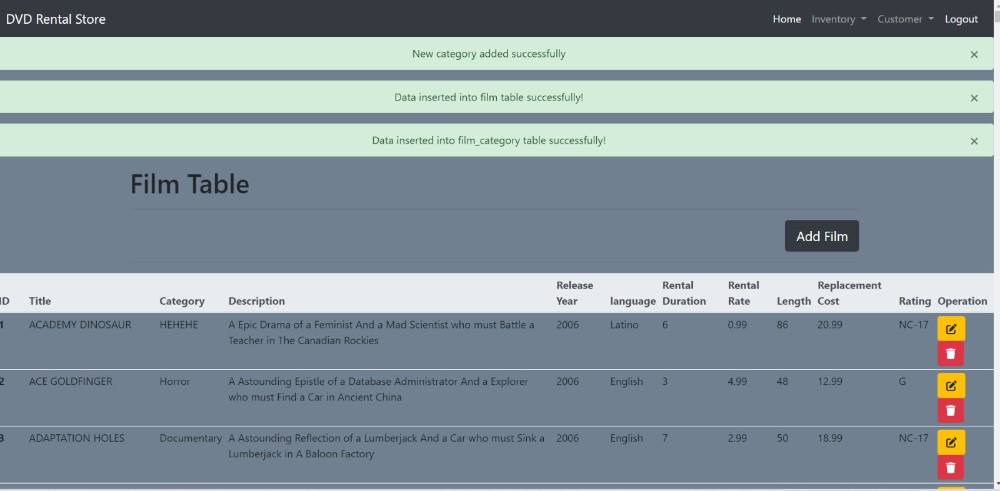 DVD Rental Store
Home Inventory Customer Logout
New category added successfully ×
Data inserted into film table successfully! ×
Data inserted into film_category table successfully! ×
Film Table
Add Film
ID Title Category Description Release Year language Rental Duration Rental Rate Length Replacement Cost Rating Operation
1 ACADEMY DINOSAUR HEHEHE A Epic Drama of a Feminist And a Mad Scientist who must Battle a 2006 Latino 6 0.99 86 20.99 NC-17
Teacher in The Canadian Rockies
2 ACE GOLDFINGER Horror A Astounding Epistle of a Database Administrator And a Explorer 2006 English 3 4.99 48 12.99 G
who must Find a Car in Ancient China
3 ADAPTATION HOLES Documentary A Astounding Reflection of a Lumberjack And a Car who must Sink a 2006 English 7 2.99 50 18.99 NC-17
Lumberjack in A Baloon Factory